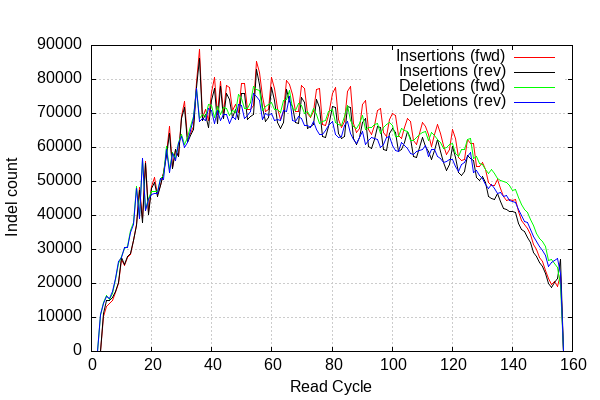 90000
80000
70000
60000
50000
40000
30000
20000
10000
0
Indel count
Insertions (fwd)
Insertions (rev)
Deletions (fwd)
Deletions (rev)
0 20 40 60 80 100 120 140 160
Read Cycle